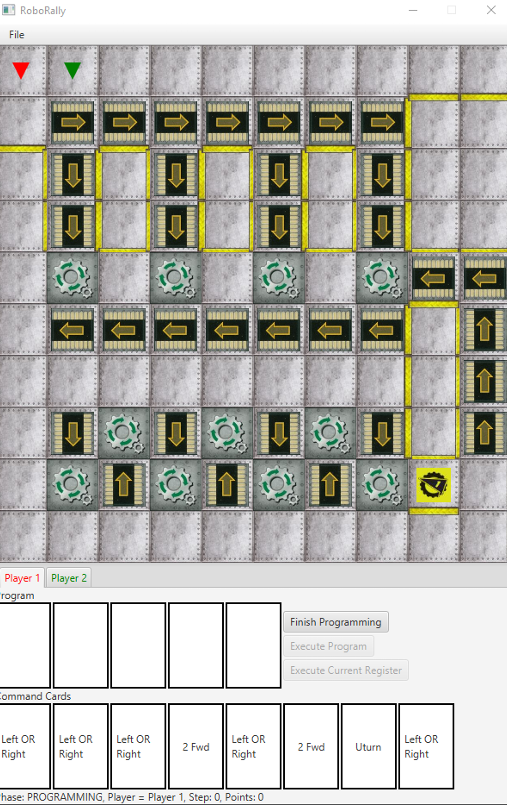 RoboRally
File
Player 1
Player 2
rogram
Finish Programming
Execute Program
Execute Current Register
Command Cards
Left OR
Right
Left OR
Right
Left OR
Right
2 Fwd
Left OR
Right
2 Fwd
Uturn
Left OR
Right
hase: PROGRAMMING, Player = Player 1, Step: 0, Points: 0